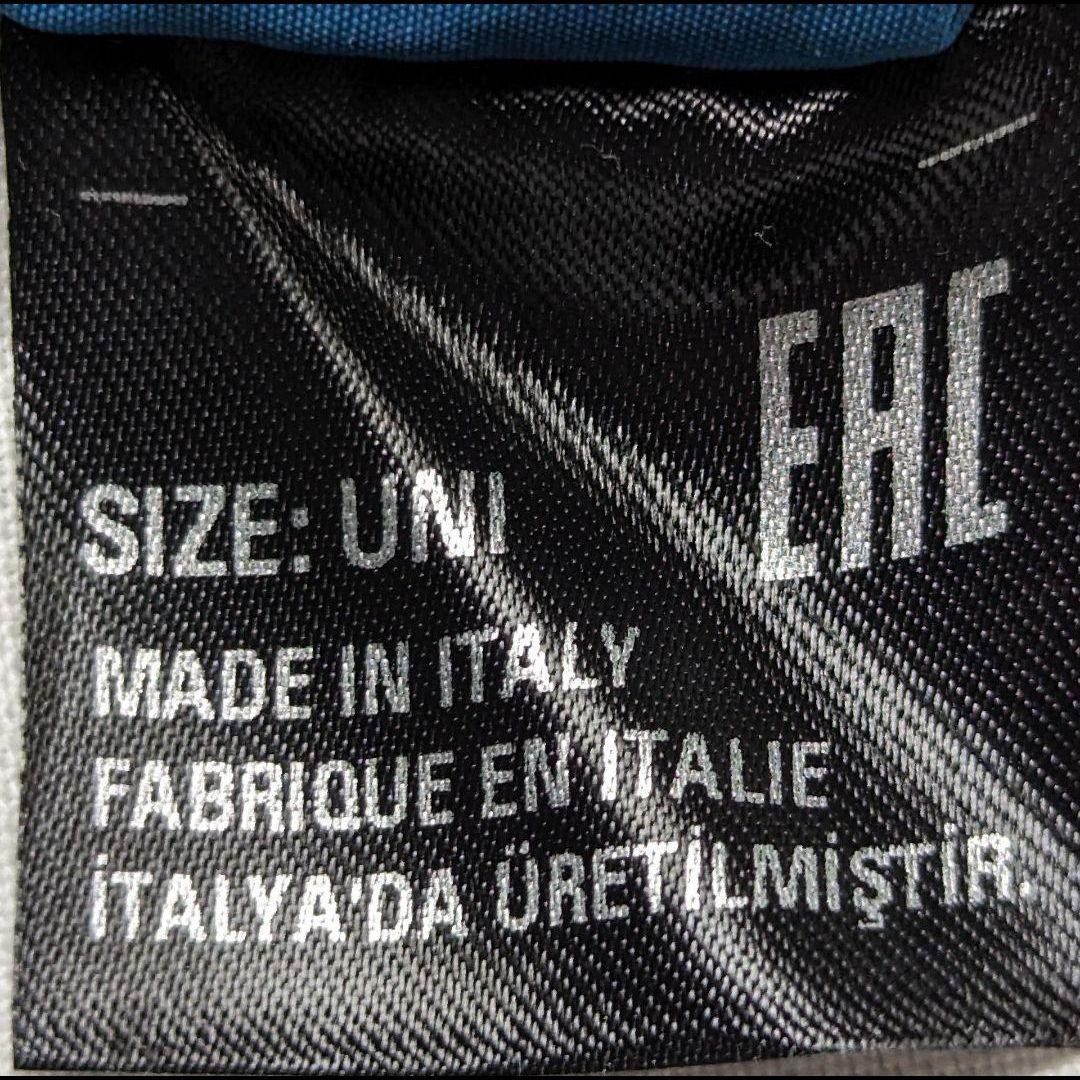 EAC
SIZE: UNI
MADE IN ITALY
FABRIQUE EN ITALIE
İTALYA'DA ÜRETİLMİŞTİR.